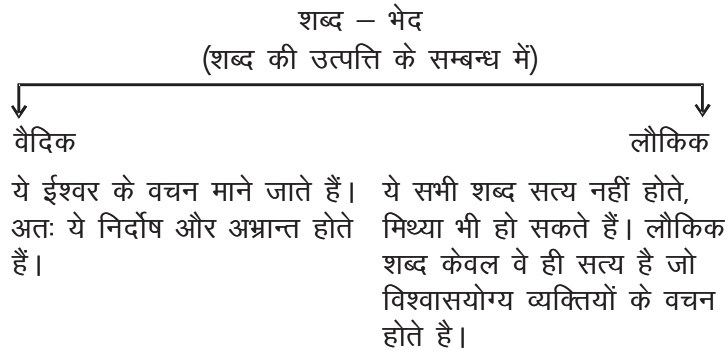 शब्द – भेद
(शब्द की उत्पत्ति के सम्बन्ध में)
वैदिक
ये ईश्वर के वचन माने जाते हैं।
अतः ये निर्दोष और अभ्रान्त होते
हैं।
लौकिक
ये सभी शब्द सत्य नहीं होते,
मिथ्या भी हो सकते हैं। लौकिक
शब्द केवल वे ही सत्य है जो
विश्वासयोग्य व्यक्तियों के वचन
होते है।